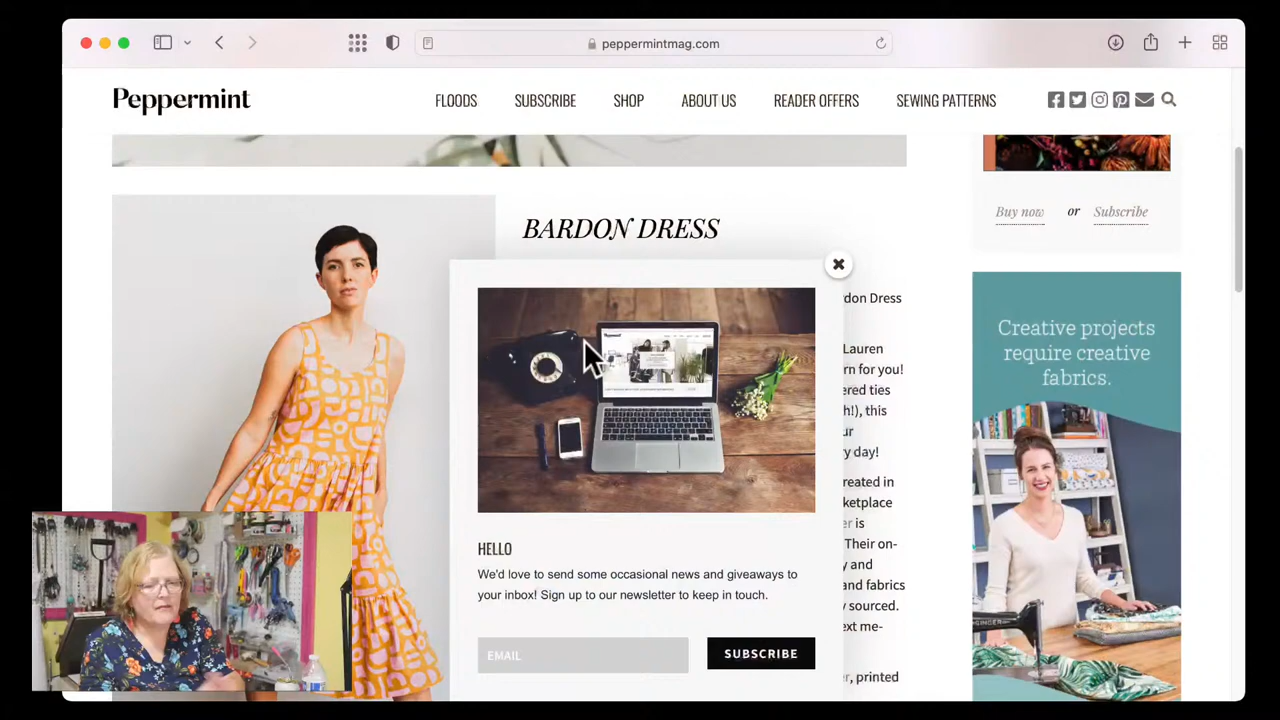 peppermintmag.com
Peppermint
FLOODS SUBSCRIBE SHOP ABOUT US READER OFFERS SEWING PATTERNS
Buy now or Subscribe
BARDON DRESS
rdon Dress
Lauren
rn for you!
ered ties
h!), this
ur
y day!
reated in
ketplace
er is
Their on-
y and
and fabrics
y sourced.
ext me-
r, printed
HELLO
We'd love to send some occasional news and giveaways to
your inbox! Sign up to our newsletter to keep in touch.
EMAIL
SUBSCRIBE
Creative projects
require creative
fabrics.
SINGER